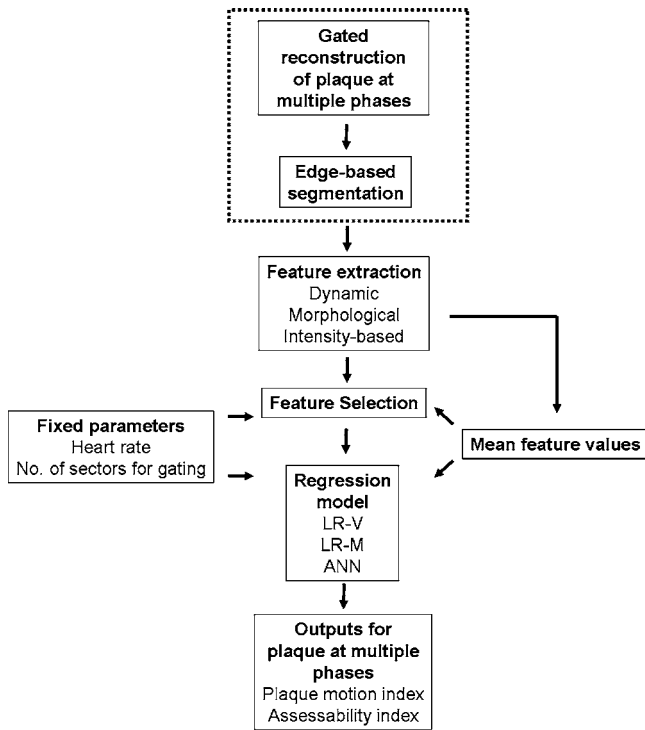 Gated
reconstruction
of plaque at
multiple phases
Edge-based
segmentation
Feature extraction
Dynamic
Morphological
Intensity-based
Feature Selection
Fixed parameters
Heart rate
No. of sectors for gating
Mean feature values
Regression
model
LR-V
LR-M
ANN
Outputs for
plaque at multiple
phases
Plaque motion index
Assessability index